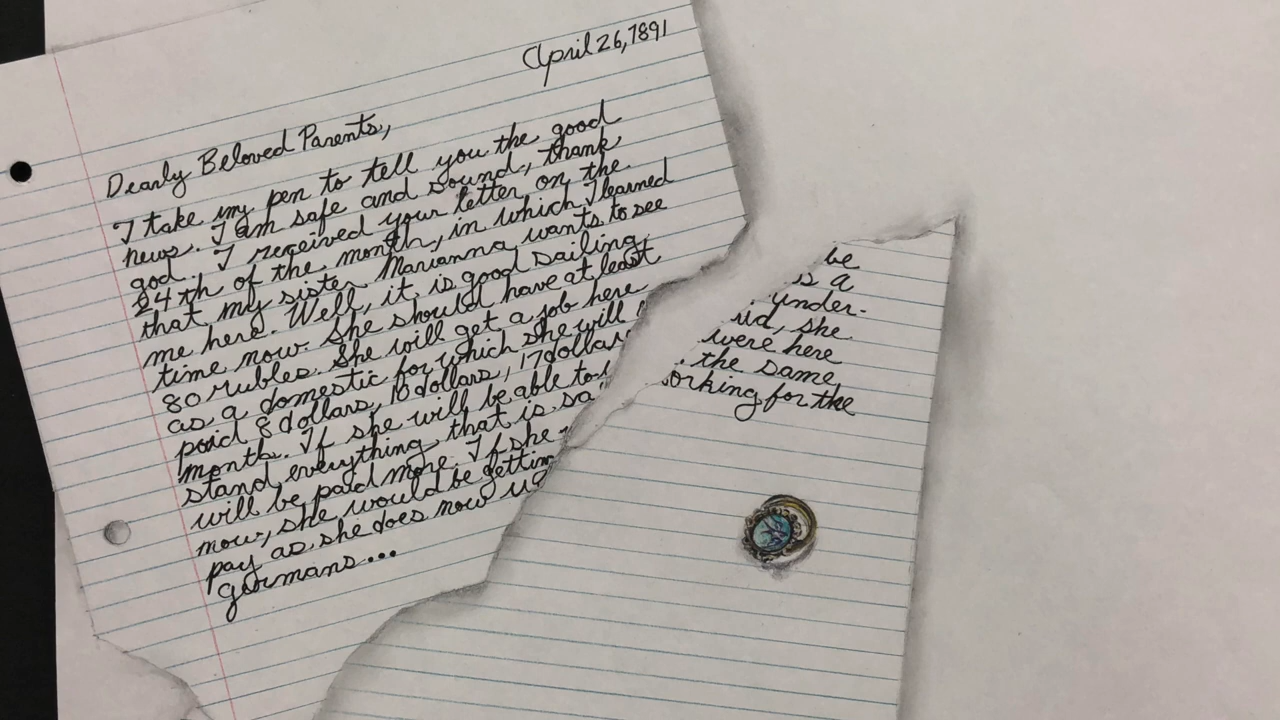 April 26, 1891
Dearly Beloved Parents,
I take my pen to tell you the good
news. I am safe and sound, thank
god. I received your letter on the
24th of the month, in which I learned
that my sister Marianna wants to see
me here. Well, it is good sailing
time now. She should have at least
80 rubles. She will get a job here
as a domestic for which she will be
paid 8 dollars, 10 dollars, 17 dollars a
month. If she will be able to under-
stand everything that is said, she
will be paid more. If she were here
now, she would be getting the same
pay as she does now working for the
germans...